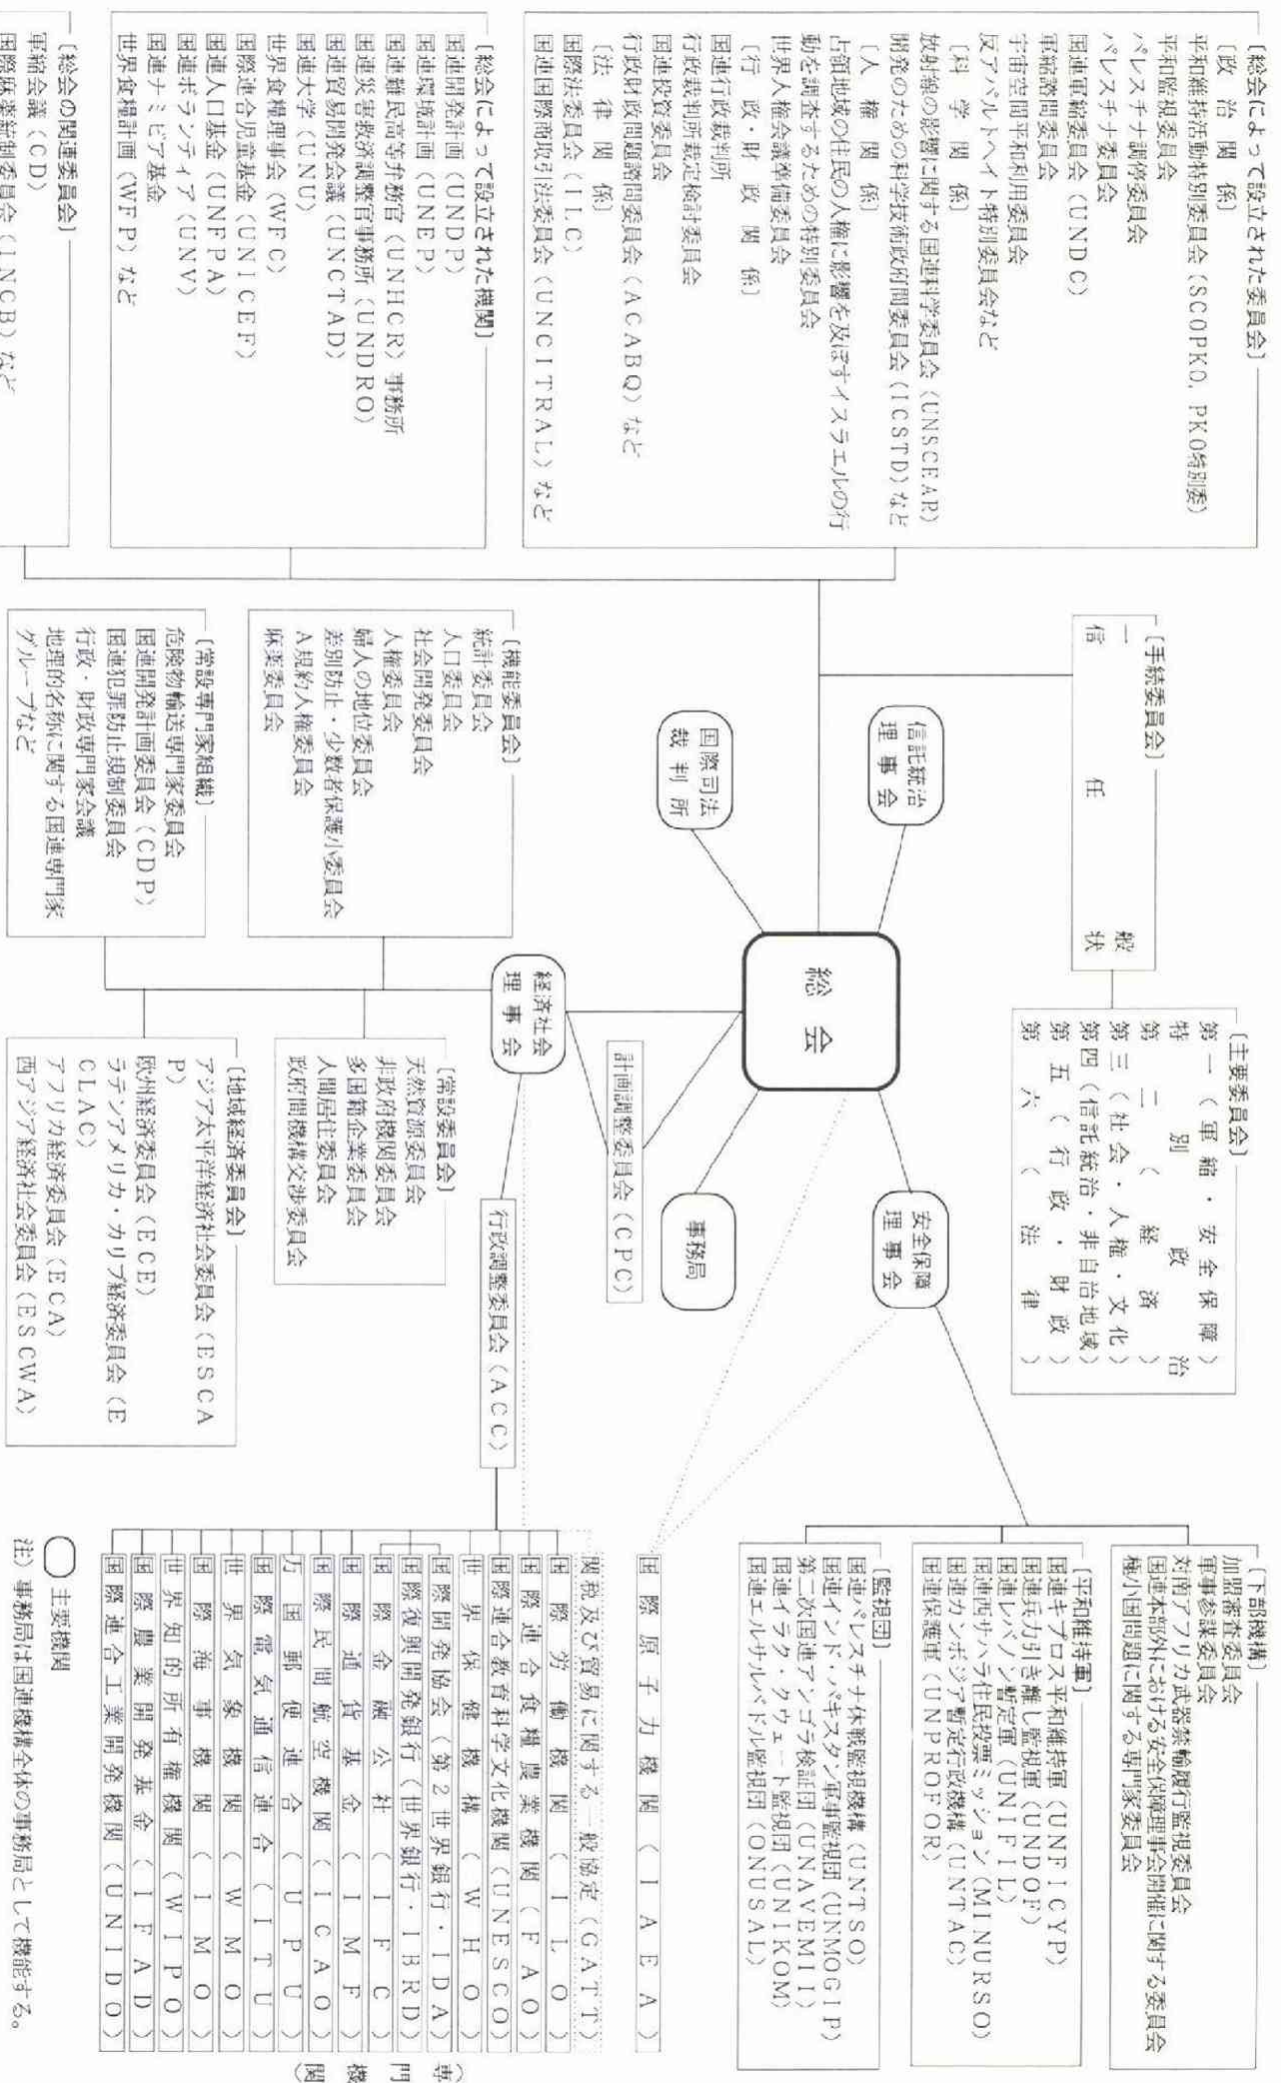 〔総会によって設立された委員会〕
〔政治関係〕
平和維持活動特別委員会（SCOPKO, PKO特別委）
平和監視委員会
パレスチナ調停委員会
パレスチナ委員会
国連軍縮委員会（UNDC）
軍縮諮問委員会
宇宙空間平和利用委員会
反アパルトヘイト特別委員会など
〔科学関係〕
放射線の影響に関する国連科学委員会（UNSCEAR）
開発のための科学技術政府間委員会（ICSTD）など
〔人権関係〕
占領地域の住民の人権に影響を及ぼすイスラエルの行
動を調査するための特別委員会
世界人権会議準備委員会
〔行政・財政関係〕
国連行政裁判所
行政裁判所裁定検討委員会
国連投資委員会
行政財政問題諮問委員会（ACABQ）など
〔法律関係〕
国際法委員会（ILC）
国連国際商取引法委員会（UNCITRAL）など
〔総会によって設立された機関〕
国連開発計画（UNDP）
国連環境計画（UNEP）
国連難民高等弁務官（UNHCR）事務所
国連災害救済調整官事務所（UNDRO）
国連貿易開発会議（UNCTAD）
国連大学（UNU）
世界食糧理事会（WFC）
国際連合児童基金（UNICEF）
国連人口基金（UNFPA）
国連ボランティア（UNV）
国連ナミビア基金
世界食糧計画（WFP）など
〔総会の関連委員会〕
軍縮会議（CD）
国際麻薬統制委員会（INCB）など
〔手続委員会〕
一般
信任状
〔主要委員会〕
第一（軍縮・安全保障）
特別政治
第二（経済）
第三（社会・人権・文化）
第四（信託統治・非自治地域）
第五（行政・財政）
第六（法律）
信託統治
理事会
国際司法
裁判所
総会
安全保障
理事会
事務局
経済社会
理事会
計画調整委員会（CPC）
行政調整委員会（ACC）
〔機能委員会〕
統計委員会
人口委員会
社会開発委員会
人権委員会
婦人の地位委員会
差別防止・少数者保護小委員会
A規約人権委員会
麻薬委員会
〔常設専門家組織〕
危険物輸送専門家委員会
国連開発計画委員会（CDP）
国連犯罪防止規制委員会
行政・財政専門家会議
地理的名称に関する国連専門家
グループなど
〔常設委員会〕
天然資源委員会
非政府機関委員会
多国籍企業委員会
人間居住委員会
政府間機構交渉委員会
〔地域経済委員会〕
アジア太平洋経済社会委員会（ESCA
P）
欧州経済委員会（ECE）
ラテンアメリカ・カリブ経済委員会（E
CLAC）
アフリカ経済委員会（ECA）
西アジア経済社会委員会（ESCWA）
〔下部機構〕
加盟審査委員会
軍事参謀委員会
対南アフリカ武器禁輸履行監視委員会
国連本部外における安全保障理事会開催に関する委員会
極小国問題に関する専門家委員会
〔平和維持軍〕
国連キプロス平和維持軍（UNFICYP）
国連兵力引き離し監視軍（UNDOF）
国連レバノン暫定軍（UNIFIL）
国連西サハラ住民投票ミッション（MINURSO）
国連カンボジア暫定行政機構（UNTAC）
国連保護軍（UNPROFOR）
〔監視団〕
国連パレスチナ休戦監視機構（UNTSO）
国連インド・パキスタン軍事監視団（UNMOGIP）
第二次国連アンゴラ検証団（UNAVEMII）
国連イラク・クウェート監視団（UNIKOM）
国連エルサルバドル監視団（ONUSAL）
国際原子力機関（IAEA）
関税及び貿易に関する一般協定（GATT）
国際労働機関（ILO）
国際連合食糧農業機関（FAO）
国際連合教育科学文化機関（UNESCO）
世界保健機構（WHO）
国際開発協会（第2世界銀行・IDA）
国際復興開発銀行（世界銀行・IBRD）
国際金融公社（IFC）
国際通貨基金（IMF）
国際民間航空機関（ICAO）
万国郵便連合（UPU）
国際電気通信連合（ITU）
世界気象機関（WMO）
国際海事機関（IMO）
世界知的所有権機関（WIPO）
国際農業開発基金（IFAD）
国際連合工業開発機関（UNIDO）
（専門機関）
主要機関
注）事務局は国連機構全体の事務局として機能する。